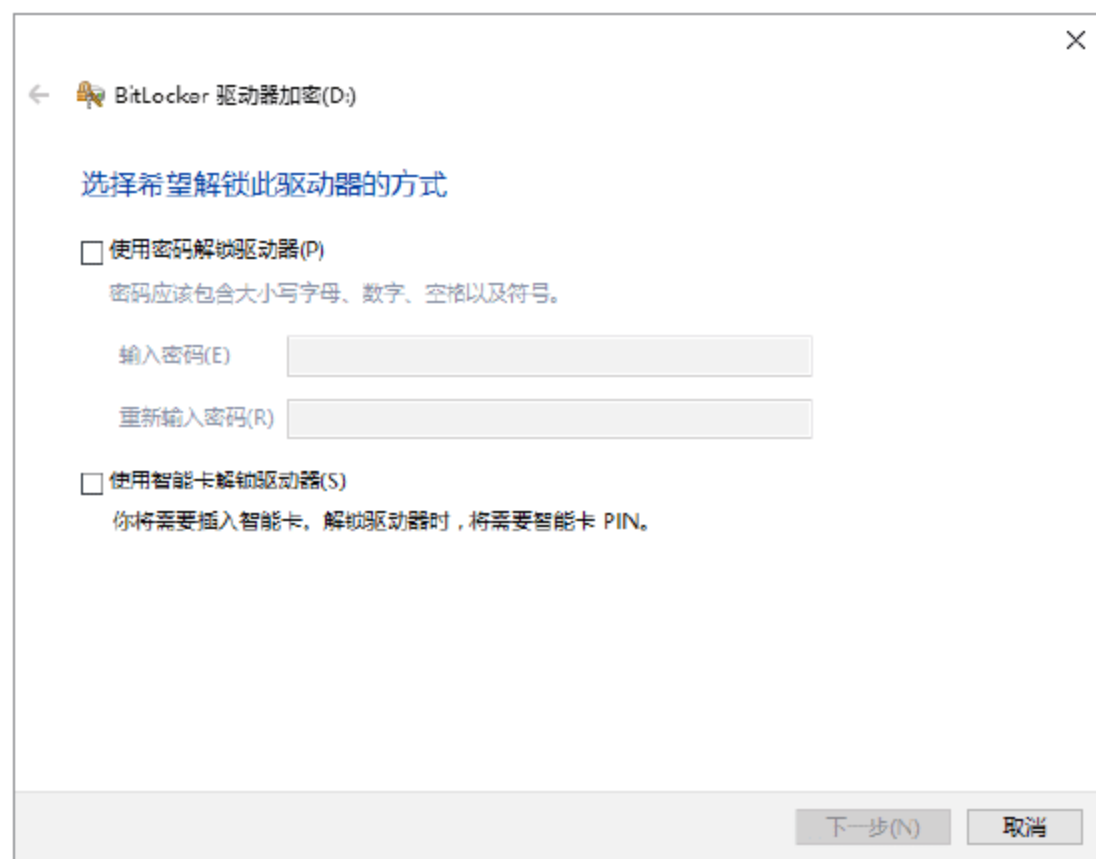 BitLocker 驱动器加密(D:)
选择希望解锁此驱动器的方式
使用密码解锁驱动器(P)
密码应该包含大小写字母、数字、空格以及符号。
输入密码(E)
重新输入密码(R)
使用智能卡解锁驱动器(S)
你将需要插入智能卡。解锁驱动器时，将需要智能卡 PIN。
下一步(N) 取消